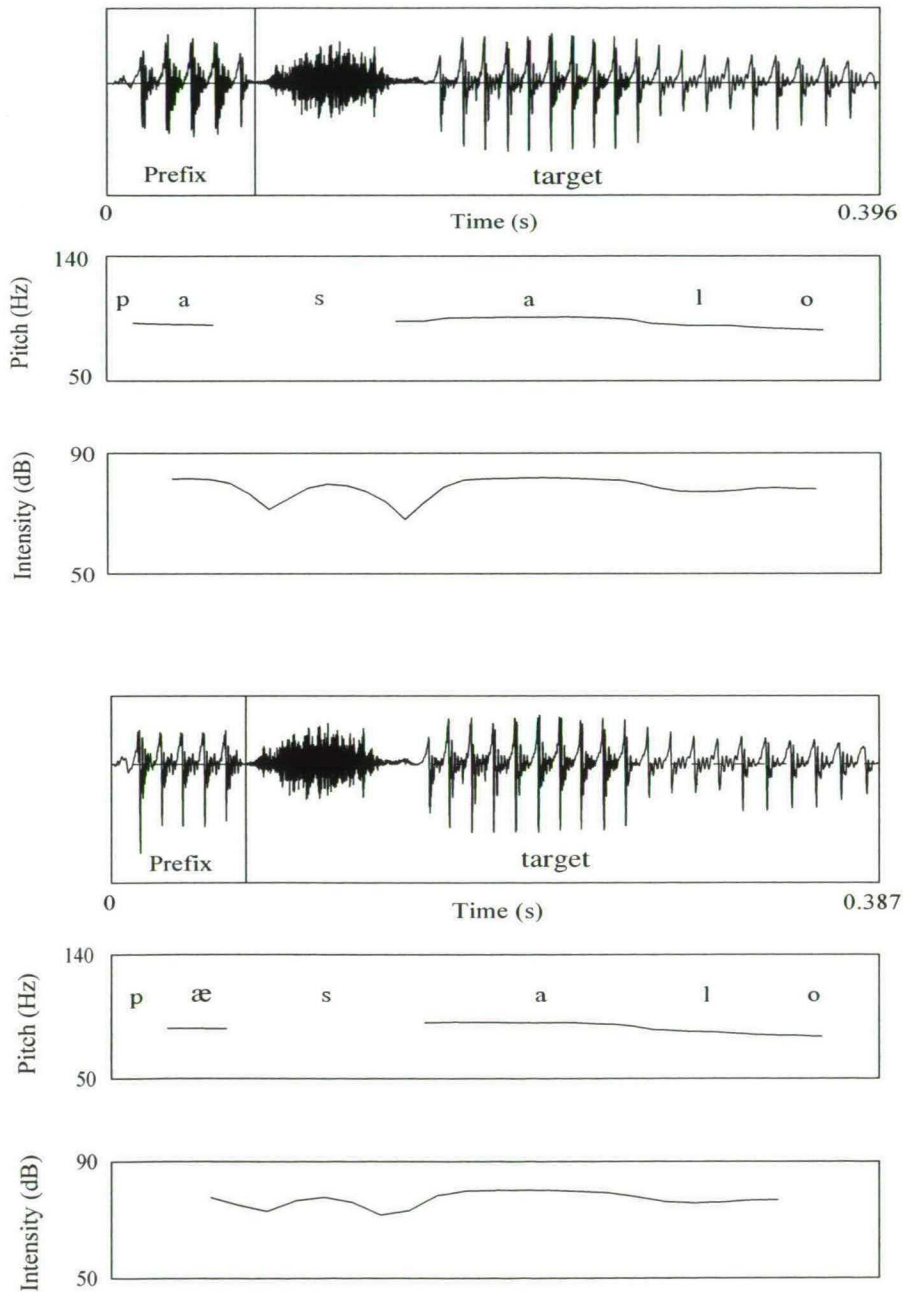 Prefix target
0 Time (s) 0.396
140
Pitch (Hz)
p a s a l o
50
90
Intensity (dB)
50
Prefix target
0 Time (s) 0.387
140
Pitch (Hz)
p æ s a l o
50
90
Intensity (dB)
50